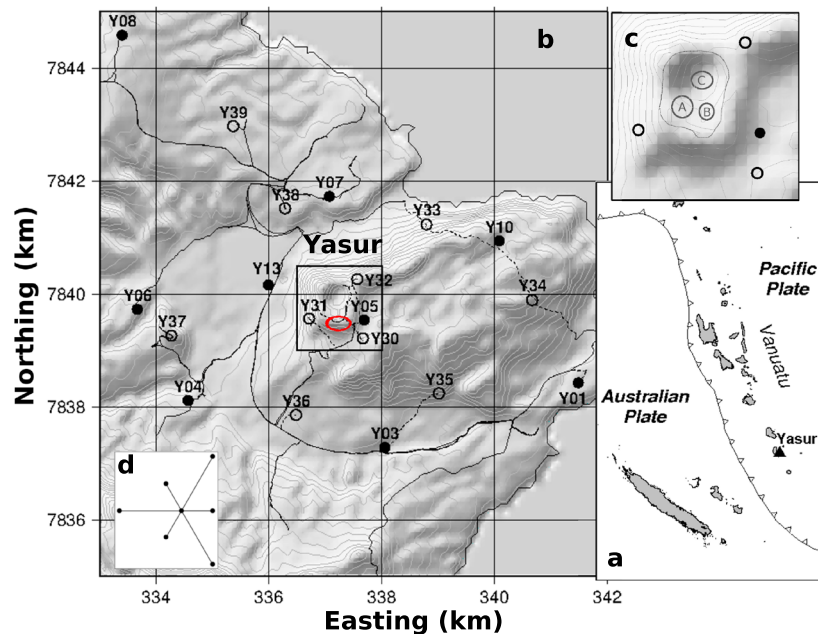 Y08
b
c
7844
C
A
B
Y39
7842
Y38
Y07
Y33
Y10
Yasur
Pacific
Plate
Y13
Y32
Y34
7840
Y06
Y31
Y05
Y37
Y30
Vanuatu
Northing (km)
Y04
Y36
Y35
Y01
Australian
Plate
7838
Y03
Yasur
d
7836
a
334
336
338
340
342
Easting (km)